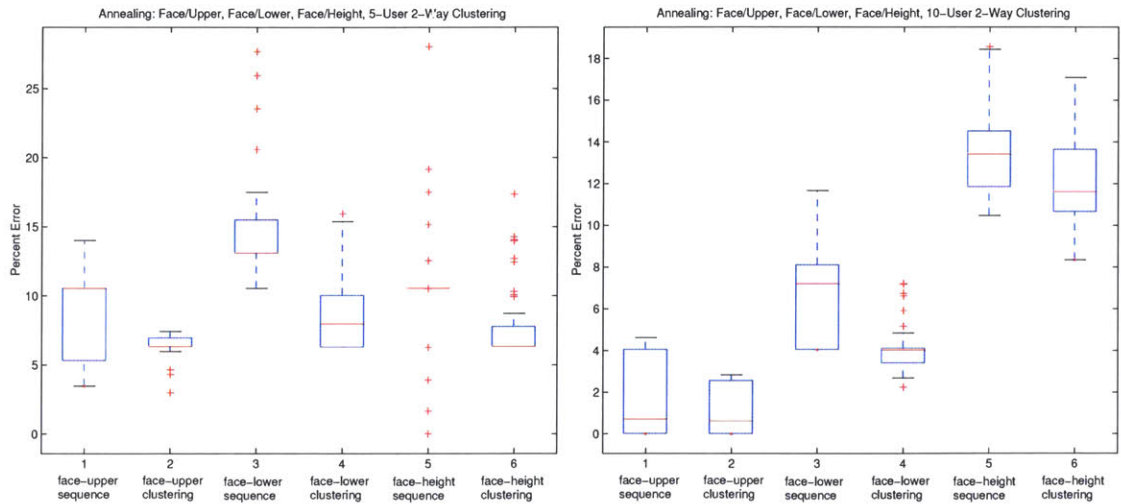 Annealing: Face/Upper, Face/Lower, Face/Height, 5-User 2-Way Clustering
25
20
15
10
5
0
Percent Error
1 2 3 4 5 6
face-upper face-upper face-lower face-lower face-height face-height
sequence clustering sequence clustering sequence clustering
Annealing: Face/Upper, Face/Lower, Face/Height, 10-User 2-Way Clustering
18
16
14
12
10
8
6
4
2
0
Percent Error
1 2 3 4 5 6
face-upper face-upper face-lower face-lower face-height face-height
sequence clustering sequence clustering sequence clustering